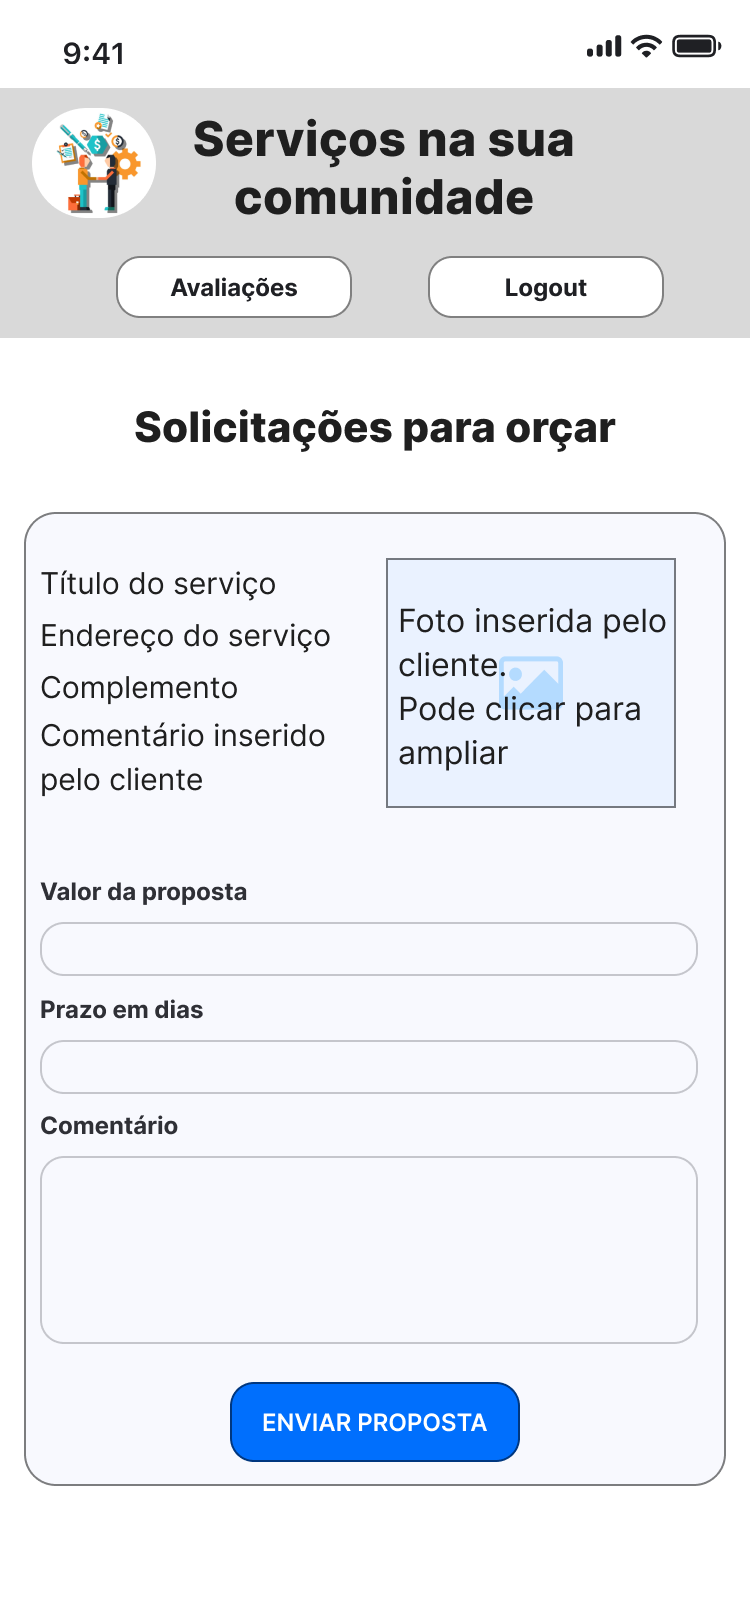 9:41
Serviços na sua
comunidade
Avaliações
Logout
Solicitações para orçar
Título do serviço
Endereço do serviço
Complemento
Comentário inserido
pelo cliente
Foto inserida pelo
cliente.
Pode clicar para
ampliar
Valor da proposta
Prazo em dias
Comentário
ENVIAR PROPOSTA